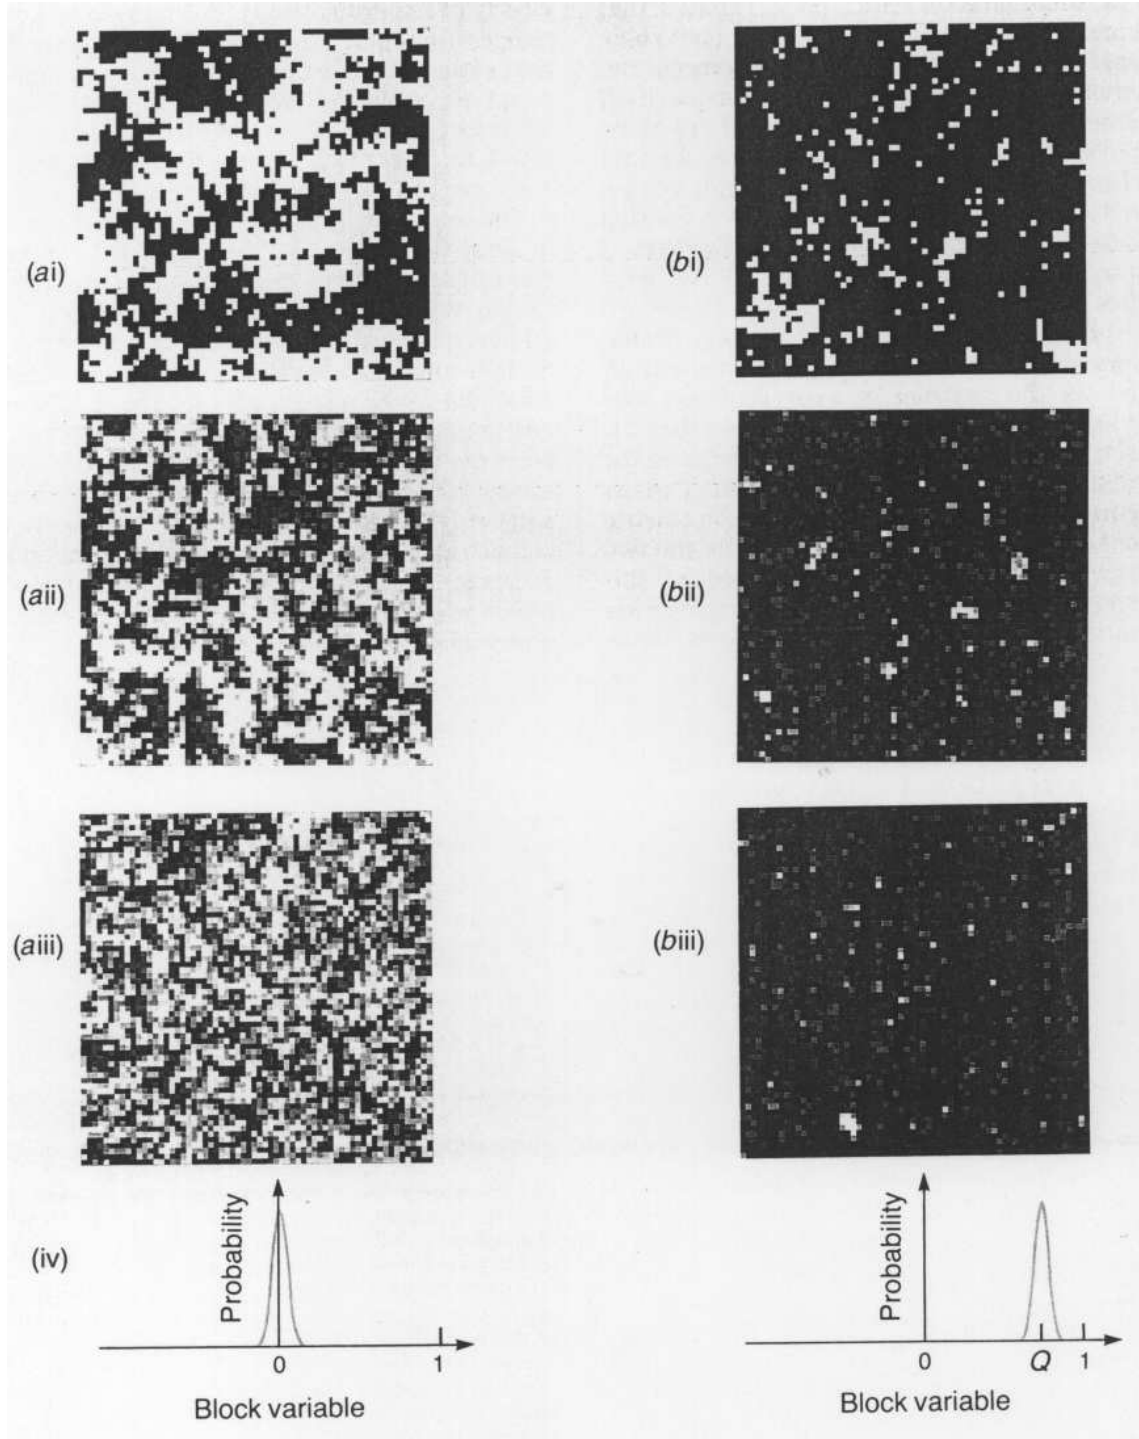 (ai)
(bi)
(aii)
(bii)
(aiii)
(biii)
(iv)
Probability
0
1
Block variable
Probability
0
Q
1
Block variable